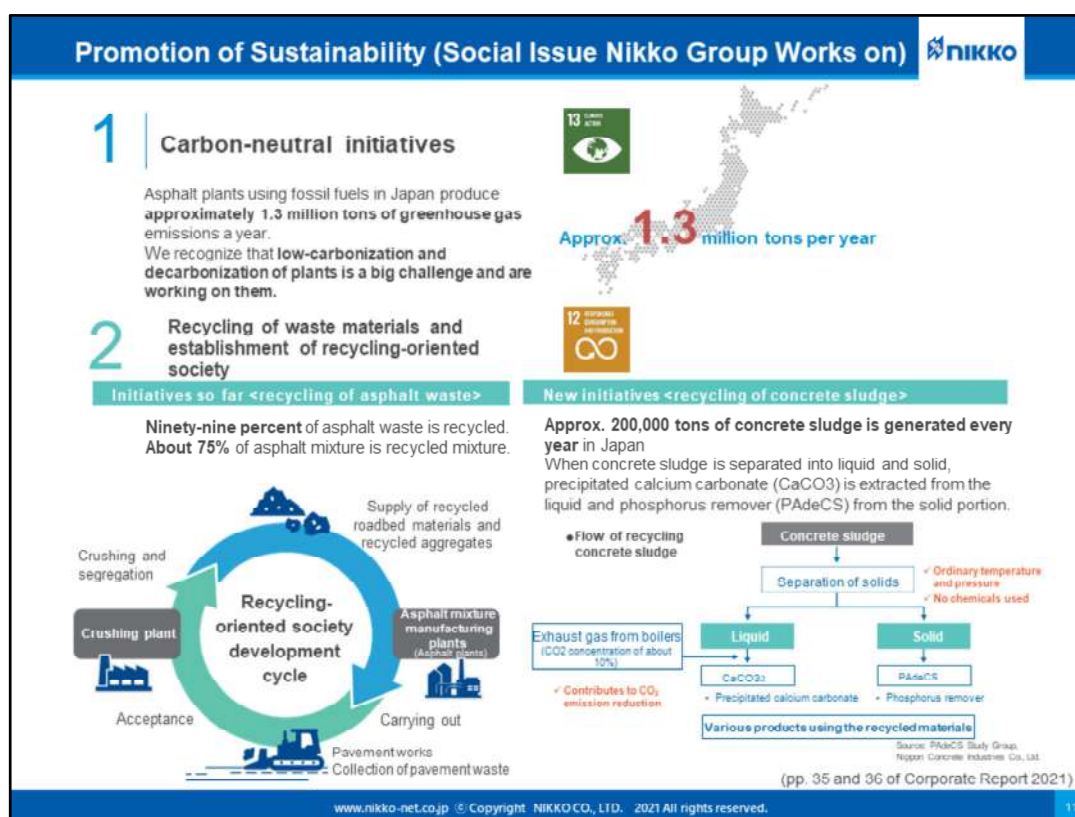 Promotion of Sustainability (Social Issue Nikko Group Works on)
NIKKO
1
Carbon-neutral initiatives
Asphalt plants using fossil fuels in Japan produce
approximately 1.3 million tons of greenhouse gas
emissions a year.
We recognize that low-carbonization and
decarbonization of plants is a big challenge and are
working on them.
13 CLIMATE
ACTION
Approx. 1.3 million tons per year
2
Recycling of waste materials and
establishment of recycling-oriented
society
12 RESPONSIBLE
CONSUMPTION
AND PRODUCTION
Initiatives so far <recycling of asphalt waste>
Ninety-nine percent of asphalt waste is recycled.
About 75% of asphalt mixture is recycled mixture.
Supply of recycled
roadbed materials and
recycled aggregates
Crushing and
segregation
Recycling-
oriented society
development
cycle
Crushing plant
Asphalt mixture
manufacturing
plants
(Asphalt plants)
Acceptance
Carrying out
Pavement works
Collection of pavement waste
New initiatives <recycling of concrete sludge>
Approx. 200,000 tons of concrete sludge is generated every
year in Japan
When concrete sludge is separated into liquid and solid,
precipitated calcium carbonate (CaCO3) is extracted from the
liquid and phosphorus remover (PAdeCS) from the solid portion.
●Flow of recycling
concrete sludge
Concrete sludge
Separation of solids
✓ Ordinary temperature
and pressure
✓ No chemicals used
Exhaust gas from boilers
(CO2 concentration of about
10%)
Liquid
Solid
✓ Contributes to CO₂
emission reduction
CaCO3
PAdeCS
• Precipitated calcium carbonate
• Phosphorus remover
Various products using the recycled materials
Source: PAdeCS Study Group,
Nippon Concrete Industries Co., Ltd.
(pp. 35 and 36 of Corporate Report 2021)
www.nikko-net.co.jp © Copyright NIKKO CO., LTD. 2021 All rights reserved.
11